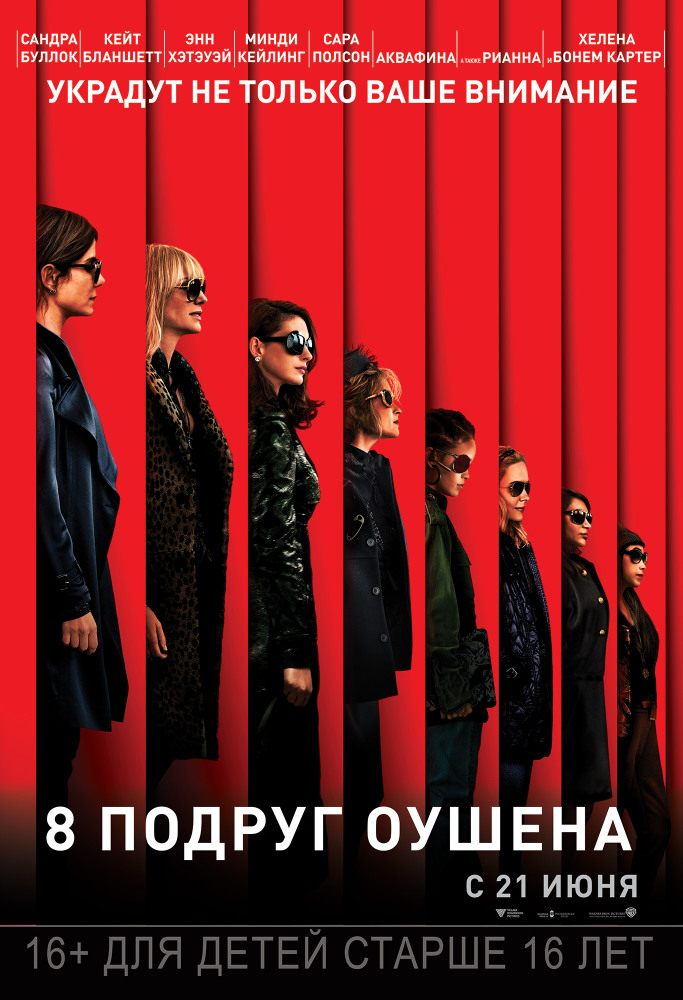 САНДРА БУЛЛОК
КЕЙТ БЛАНШЕТТ
ЭНН ХЭТЭУЭЙ
МИНДИ КЕЙЛИНГ
САРА ПОЛСОН
АКВАФИНА
А ТАКЖЕ РИАННА
И ХЕЛЕНА БОНЕМ КАРТЕР
УКРАДУТ НЕ ТОЛЬКО ВАШЕ ВНИМАНИЕ
8 ПОДРУГ ОУШЕНА
С 21 ИЮНЯ
16+ ДЛЯ ДЕТЕЙ СТАРШЕ 16 ЛЕТ